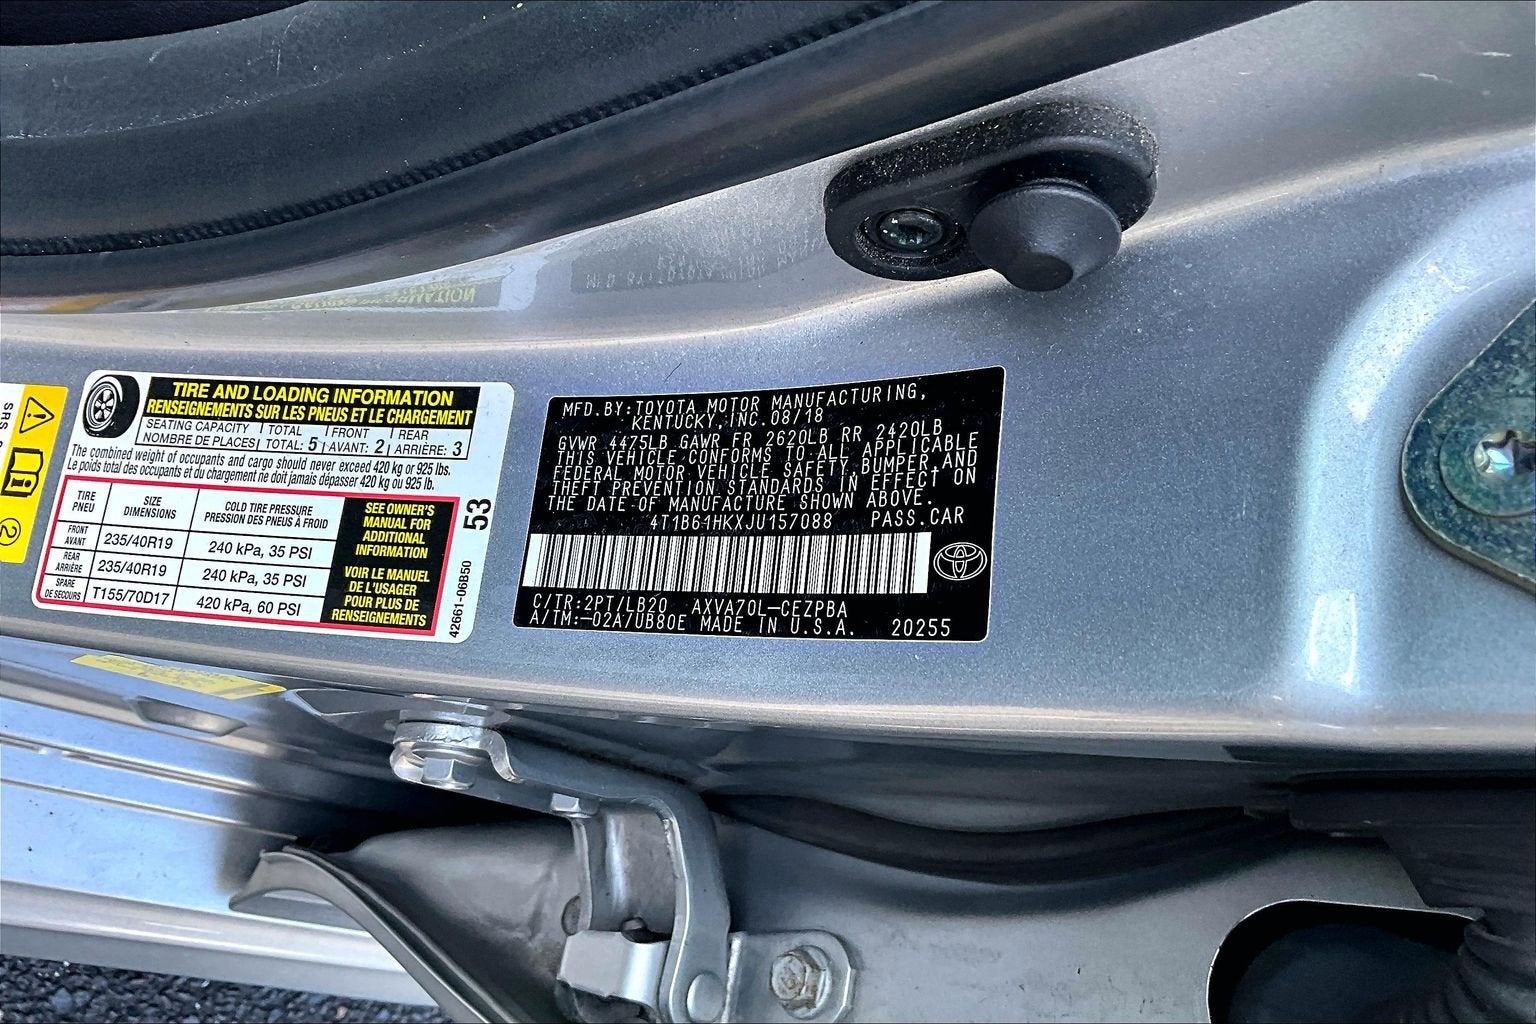 SRS
2
TIRE AND LOADING INFORMATION
RENSEIGNEMENTS SUR LES PNEUS ET LE CHARGEMENT
SEATING CAPACITY | TOTAL | FRONT | REAR
NOMBRE DE PLACES | TOTAL: 5 | AVANT: 2 | ARRIÈRE: 3
The combined weight of occupants and cargo should never exceed 420 kg or 925 lbs.
Le poids total des occupants et du chargement ne doit jamais dépasser 420 kg ou 925 lb.
TIRE PNEU
SIZE DIMENSIONS
COLD TIRE PRESSURE
PRESSION DES PNEUS À FROID
FRONT AVANT 235/40R19 240 kPa, 35 PSI
REAR ARRIÈRE 235/40R19 240 kPa, 35 PSI
SPARE DE SECOURS T155/70D17 420 kPa, 60 PSI
SEE OWNER'S
MANUAL FOR
ADDITIONAL
INFORMATION
VOIR LE MANUEL
DE L'USAGER
POUR PLUS DE
RENSEIGNEMENTS
53
42661-06B50
MFD.BY:TOYOTA MOTOR MANUFACTURING,
KENTUCKY,INC.08/18
GVWR 4475LB GAWR FR 2620LB RR 2420LB
THIS VEHICLE CONFORMS TO ALL APPLICABLE
FEDERAL MOTOR VEHICLE SAFETY,BUMPER,AND
THEFT PREVENTION STANDARDS IN EFFECT ON
THE DATE OF MANUFACTURE SHOWN ABOVE.
4T1B61HKXJU157088 PASS.CAR
C/TR:2PT/LB20 AXVA70L-CEZPBA
A/TM:-02A/UB80E MADE IN U.S.A. 20255